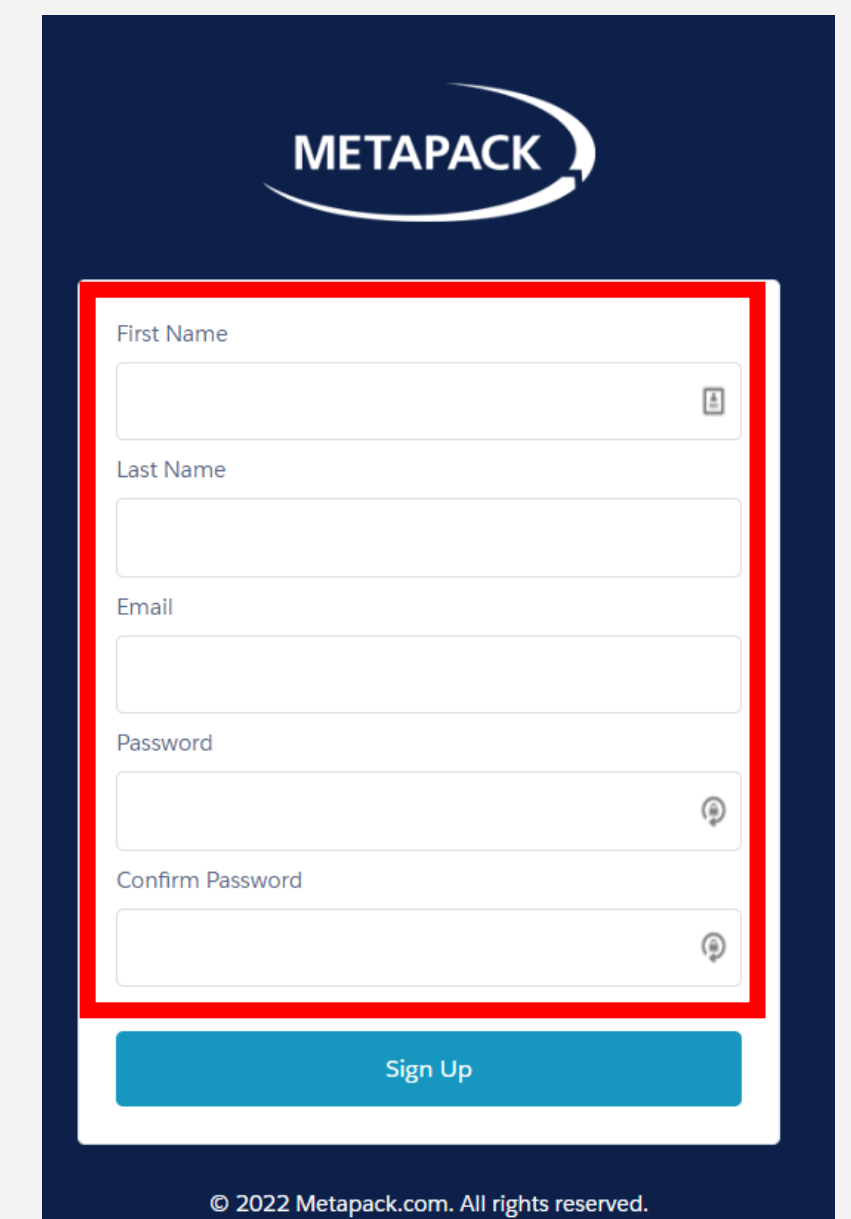 METAPACK
First Name
Last Name
Email
Password
Confirm Password
Sign Up
© 2022 Metapack.com. All rights reserved.